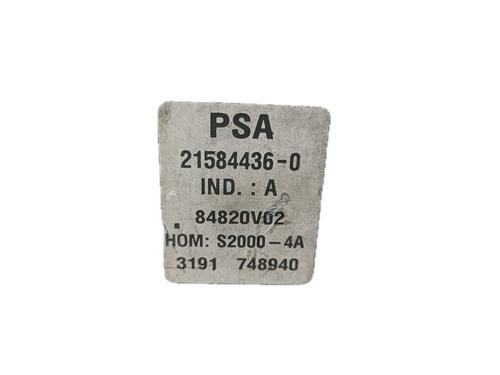 PSA
21584436-0
IND. : A
84820V02
HOM: S2000-4A
3191 748940